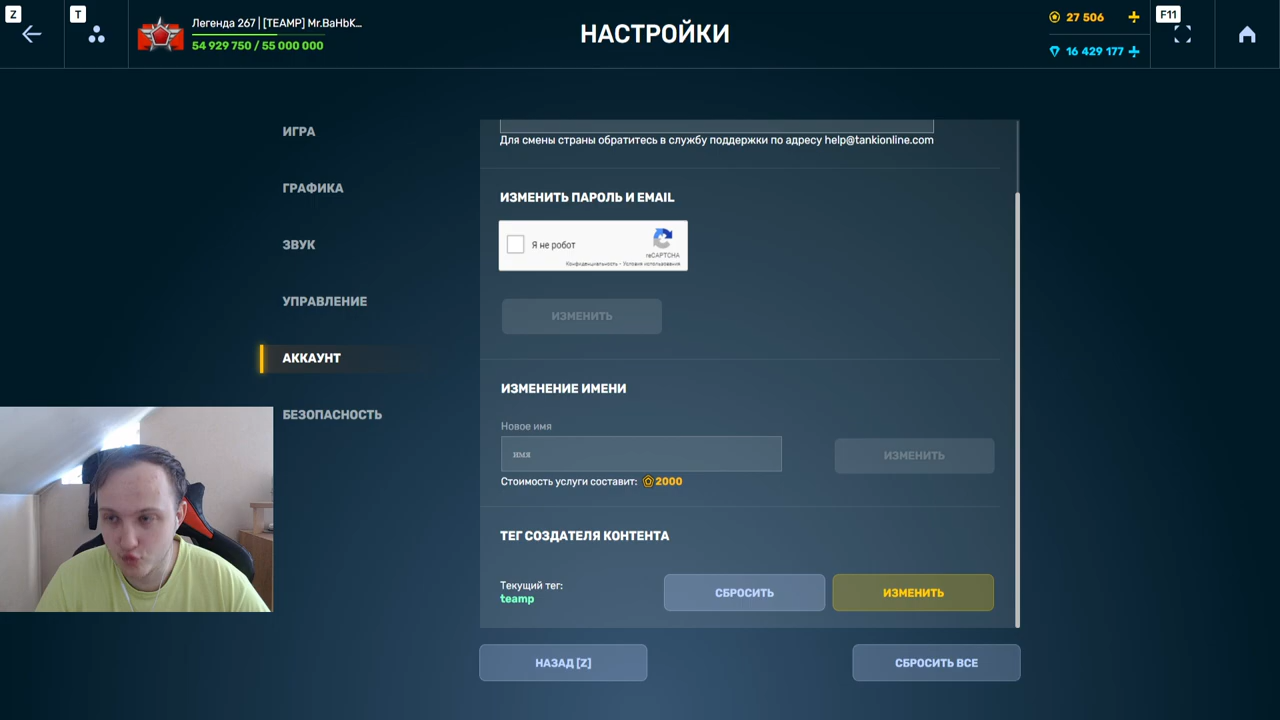 Z
T
Легенда 267 | [TEAMP] Mr.BaHbK...
54 929 750 / 55 000 000
НАСТРОЙКИ
27 506
16 429 177
F11
ИГРА
ГРАФИКА
ЗВУК
УПРАВЛЕНИЕ
АККАУНТ
БЕЗОПАСНОСТЬ
Для смены страны обратитесь в службу поддержки по адресу help@tankionline.com
ИЗМЕНИТЬ ПАРОЛЬ И EMAIL
Я не робот
reCAPTCHA
Конфиденциальность - Условия использования
ИЗМЕНИТЬ
ИЗМЕНЕНИЕ ИМЕНИ
Новое имя
имя
ИЗМЕНИТЬ
Стоимость услуги составит: 2000
ТЕГ СОЗДАТЕЛЯ КОНТЕНТА
Текущий тег:
teamp
СБРОСИТЬ
ИЗМЕНИТЬ
НАЗАД [Z]
СБРОСИТЬ ВСЕ